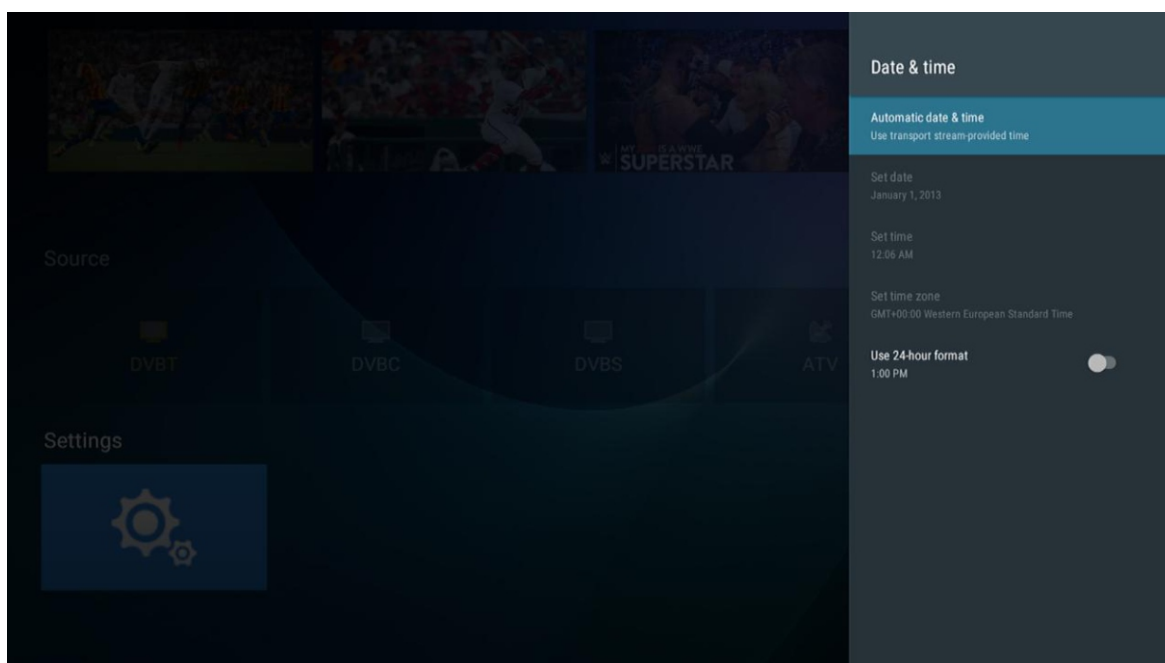 Date & time
Automatic date & time
Use transport stream-provided time
Set date
January 1, 2013
Set time
12:06 AM
Set time zone
GMT+00:00 Western European Standard Time
Use 24-hour format
1:00 PM
IS A WWE
SUPERSTAR
Source
DVBT
DVBC
DVBS
ATV
Settings